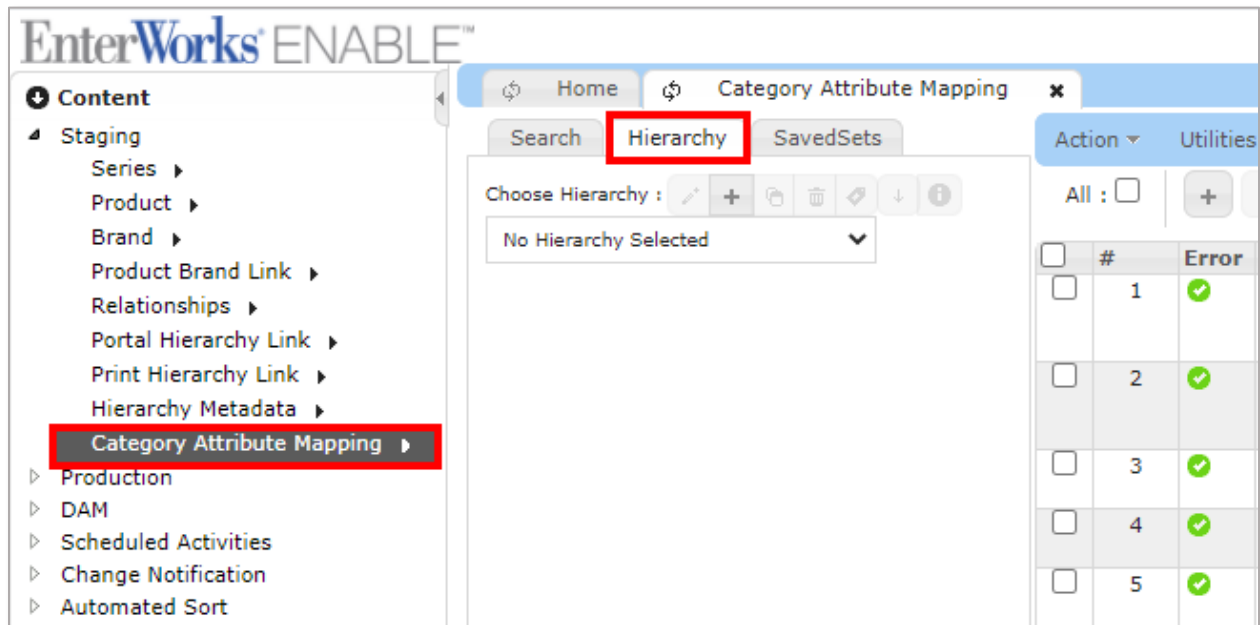 EnterWorks® ENABLE™
Content
Staging
Series
Product
Brand
Product Brand Link
Relationships
Portal Hierarchy Link
Print Hierarchy Link
Hierarchy Metadata
Category Attribute Mapping
Production
DAM
Scheduled Activities
Change Notification
Automated Sort
Home
Category Attribute Mapping
Search
Hierarchy
SavedSets
Choose Hierarchy :
No Hierarchy Selected
Action
Utilities
All :
# Error
1
2
3
4
5